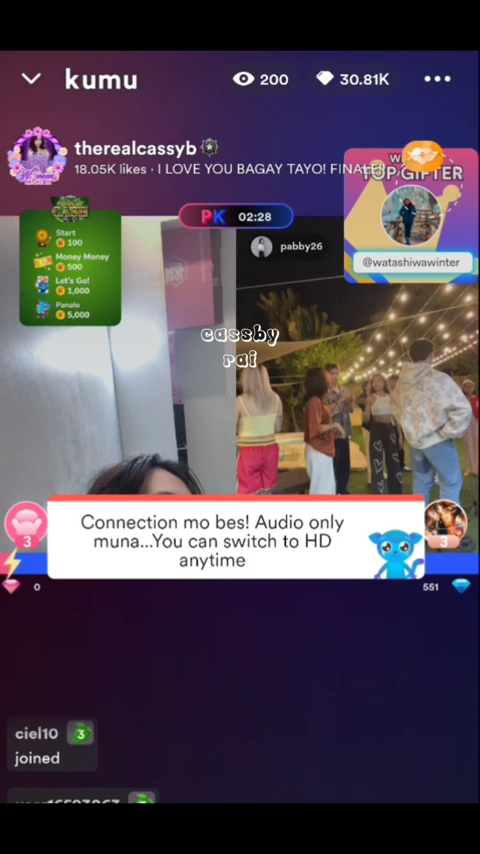 kumu
200
30.81K
therealcassyb
18.05K likes · I LOVE YOU BAGAY TAYO! FINALE!!
TOP GIFTER
@watashiwawinter
PK 02:28
pabby26
Start
100
Money Money
500
Let's Go!
1,000
Panalo
5,000
cassby
rai
Connection mo bes! Audio only
muna...You can switch to HD
anytime
3
3
0
551
ciel10 3
joined